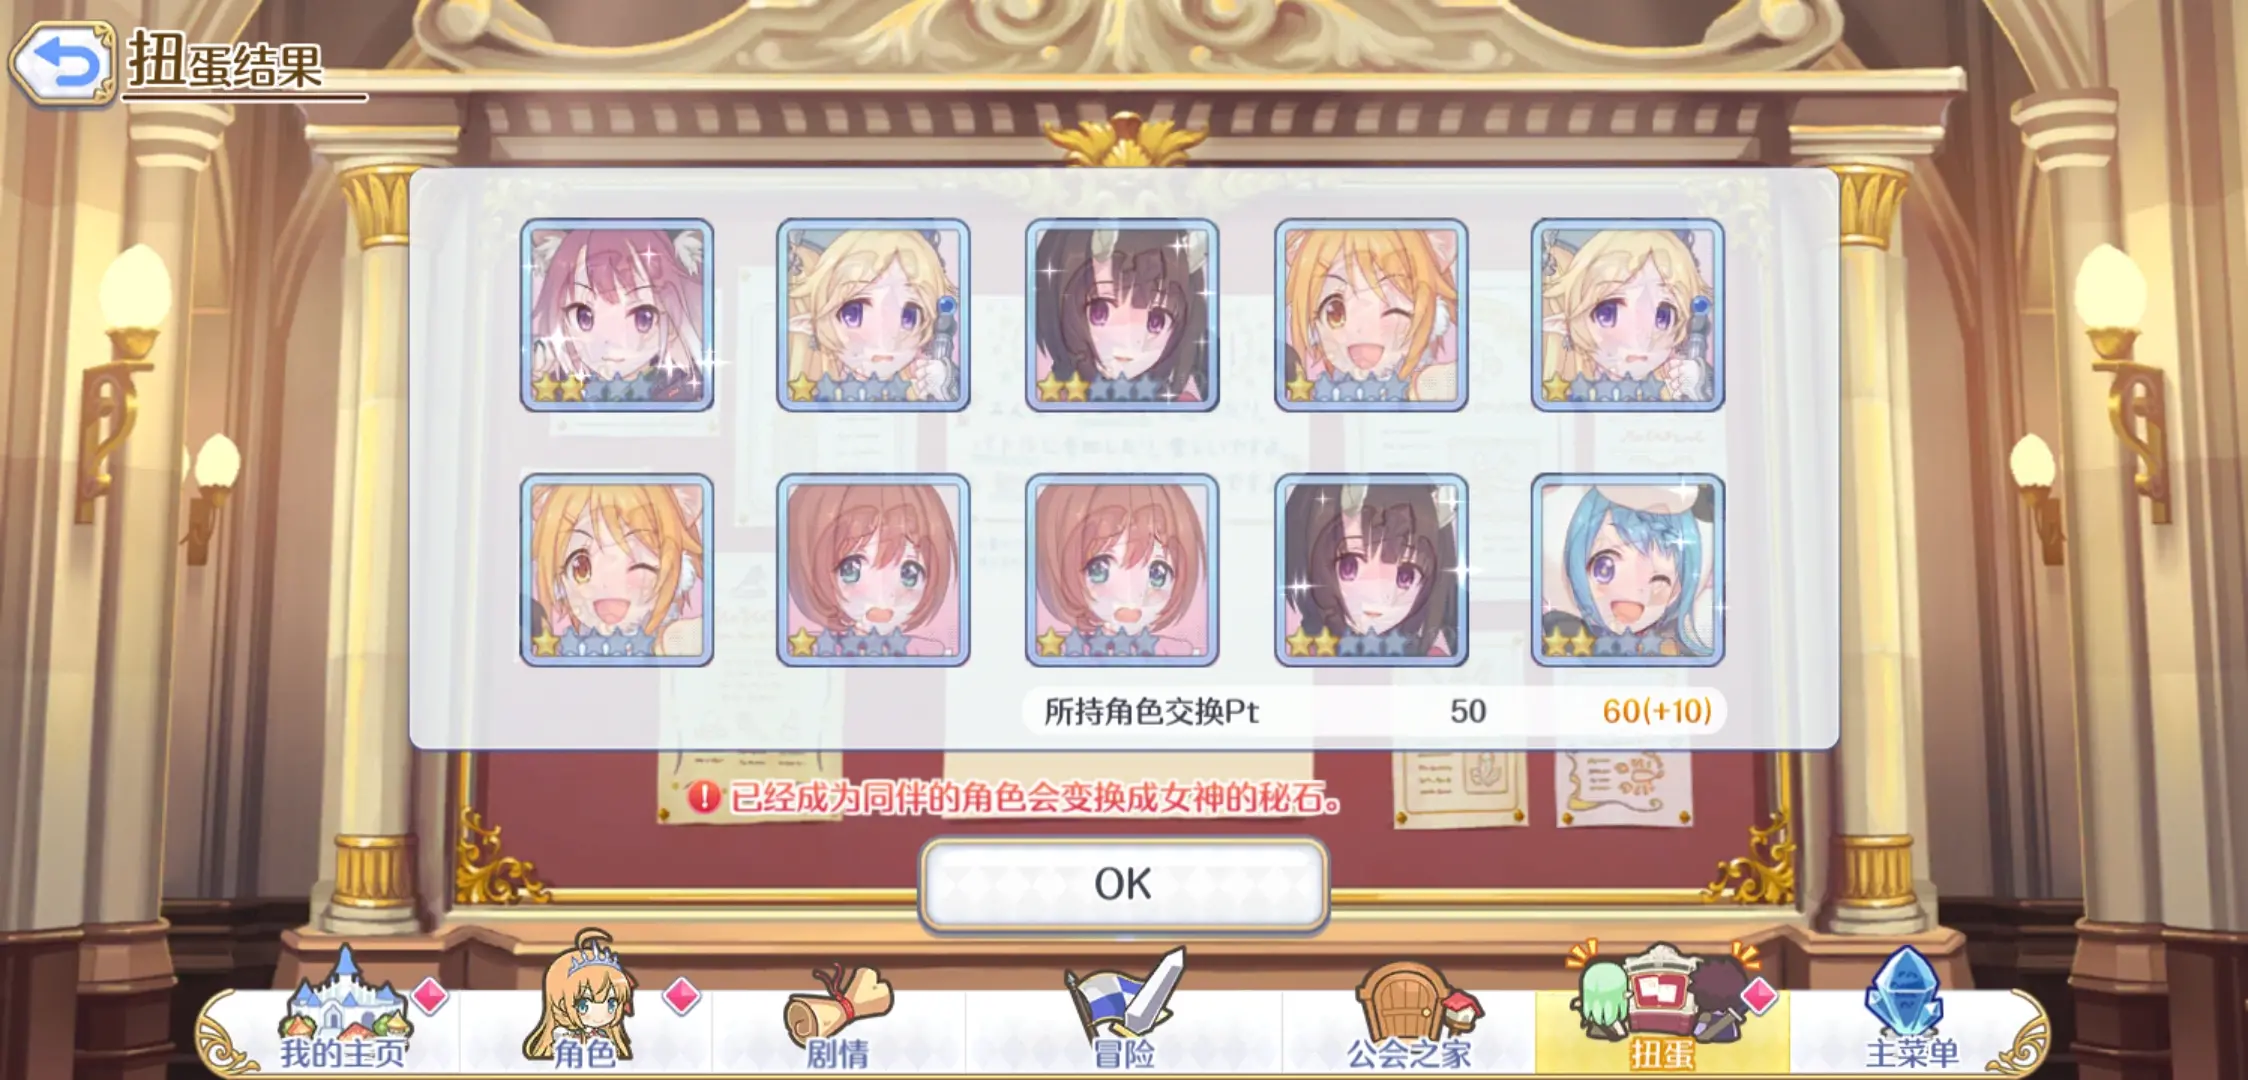 扭蛋结果
所持角色交换Pt 50 60(+10)
! 已经成为同伴的角色会变换成女神的秘石。
OK
我的主页 角色 剧情 冒险 公会之家 扭蛋 主菜单